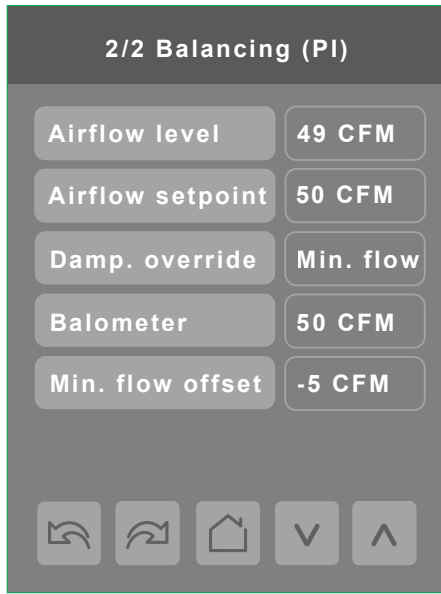 2/2 Balancing (PI)
Airflow level 49 CFM
Airflow setpoint 50 CFM
Damp. override Min. flow
Balometer 50 CFM
Min. flow offset -5 CFM